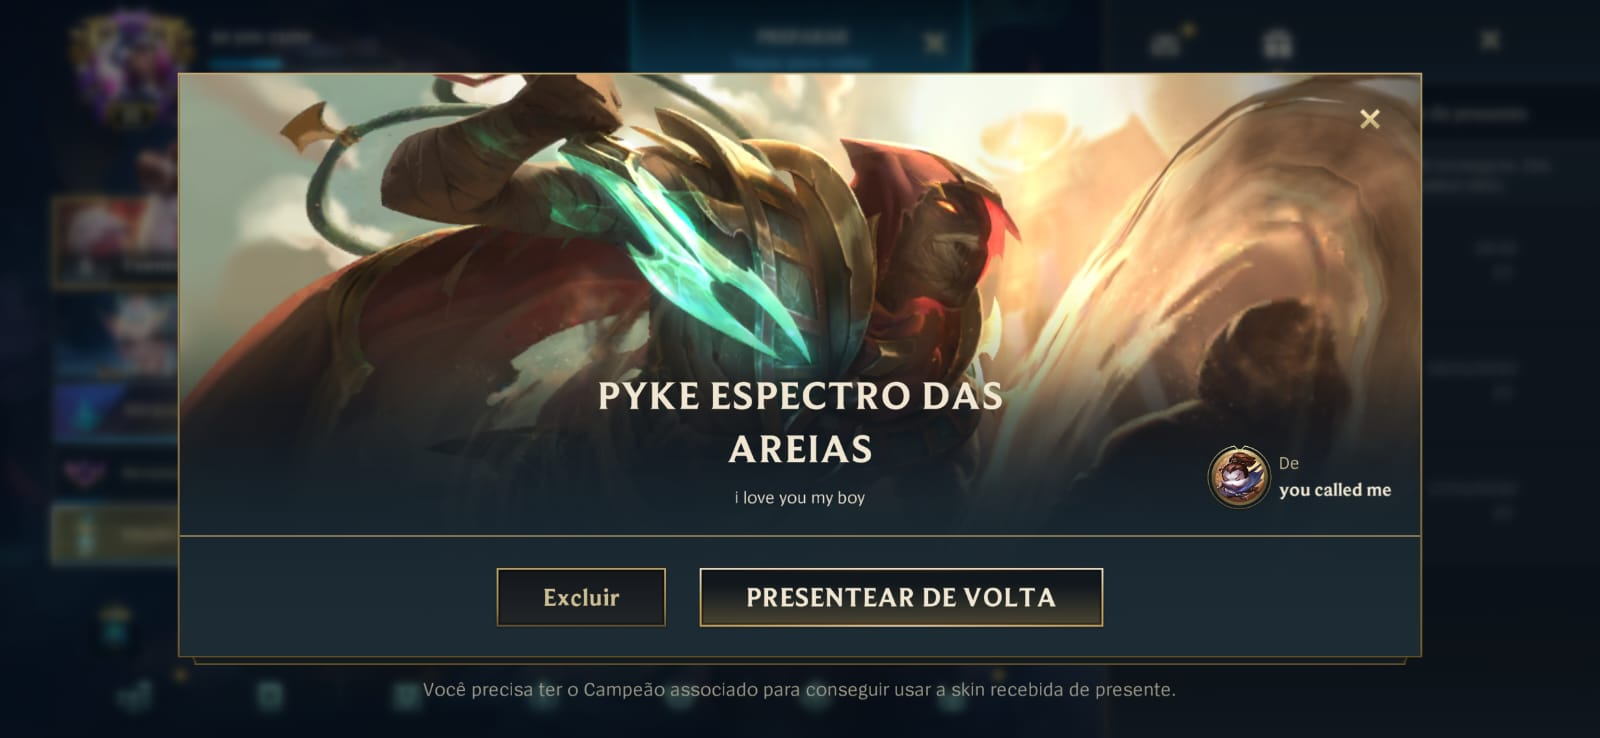 PYKE ESPECTRO DAS
AREIAS
i love you my boy
De
you called me
Excluir
PRESENTEAR DE VOLTA
Você precisa ter o Campeão associado para conseguir usar a skin recebida de presente.